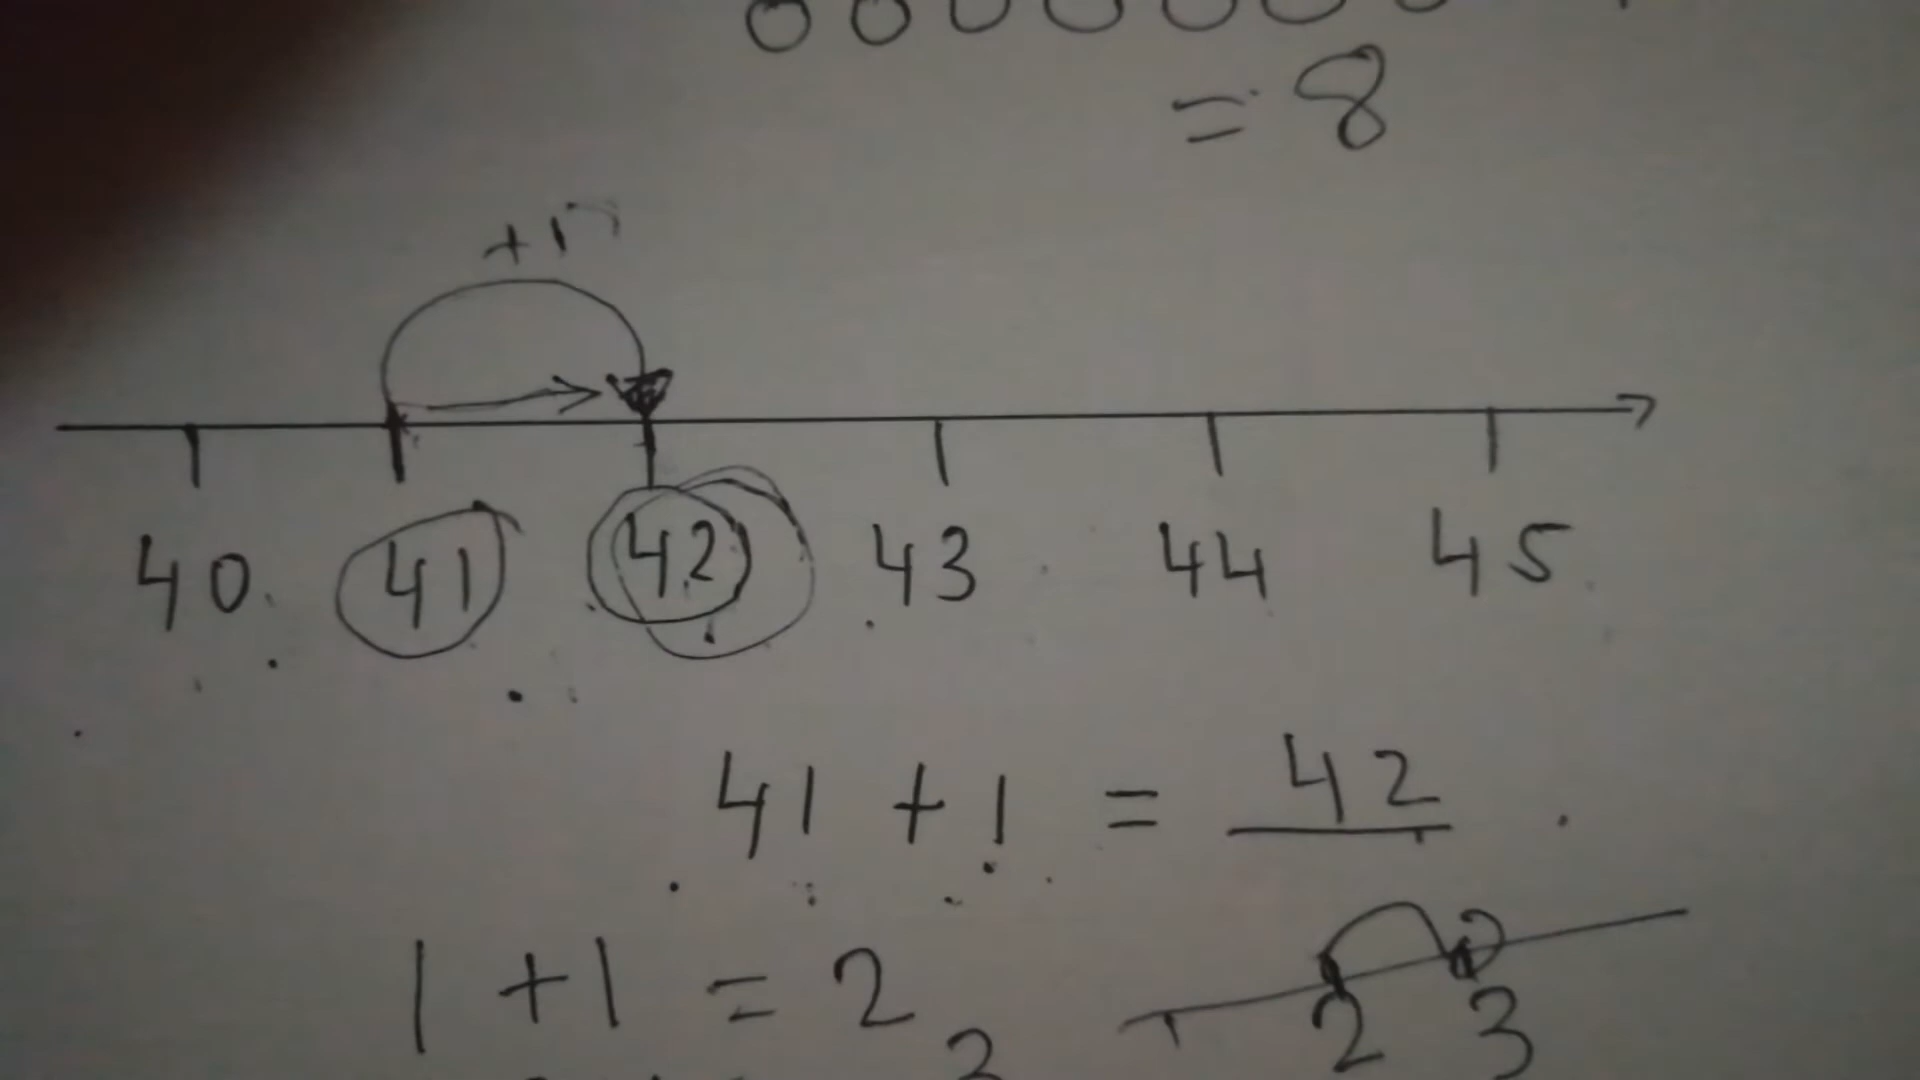 = 8
+1
40 41 42 43 44 45
41 + 1 = 42
1 + 1 = 2
2 3